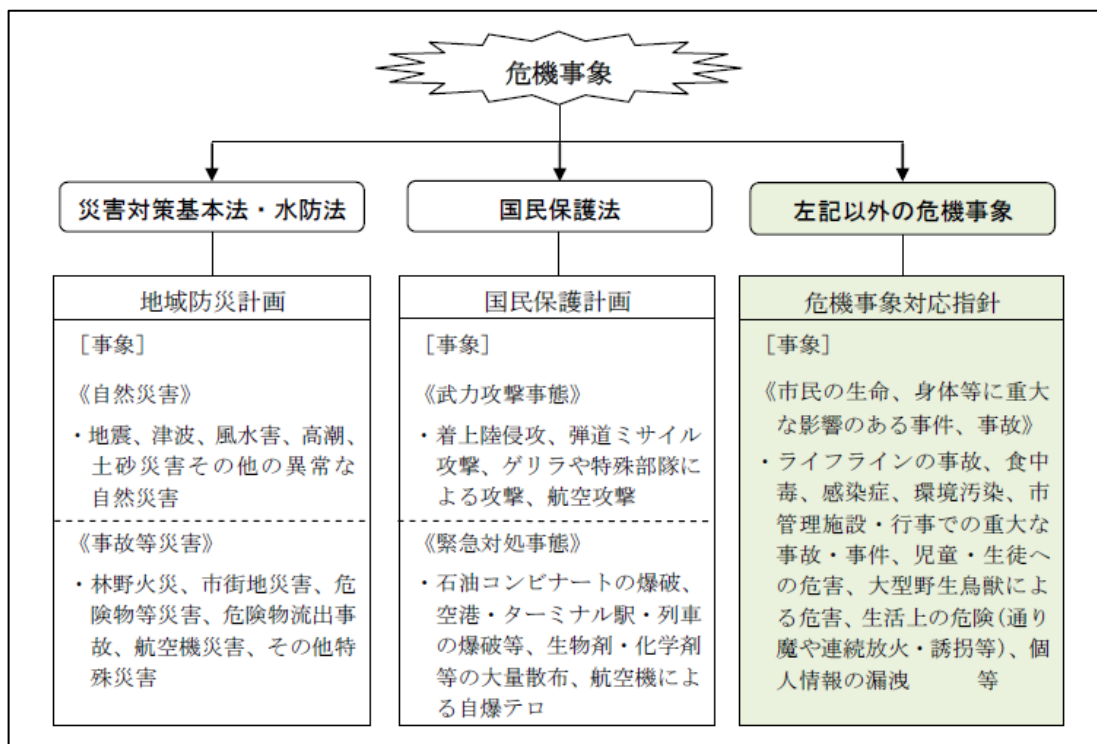 危機事象
災害対策基本法・水防法
国民保護法
左記以外の危機事象
地域防災計画
[事象]
《自然災害》
・地震、津波、風水害、高潮、
土砂災害その他の異常な
自然災害
《事故等災害》
・林野火災、市街地災害、危
険物等災害、危険物流出事
故、航空機災害、その他特
殊災害
国民保護計画
[事象]
《武力攻撃事態》
・着上陸侵攻、弾道ミサイル
攻撃、ゲリラや特殊部隊に
よる攻撃、航空攻撃
《緊急対処事態》
・石油コンビナートの爆破、
空港・ターミナル駅・列車
の爆破等、生物剤・化学剤
等の大量散布、航空機による
自爆テロ
危機事象対応指針
[事象]
《市民の生命、身体等に重大
な影響のある事件、事故》
・ライフラインの事故、食中
毒、感染症、環境汚染、市
管理施設・行事での重大な
事故・事件、児童・生徒へ
の危害、大型野生鳥獣によ
る危害、生活上の危険(通り
魔や連続放火・誘拐等)、個
人情報の漏洩　　　等